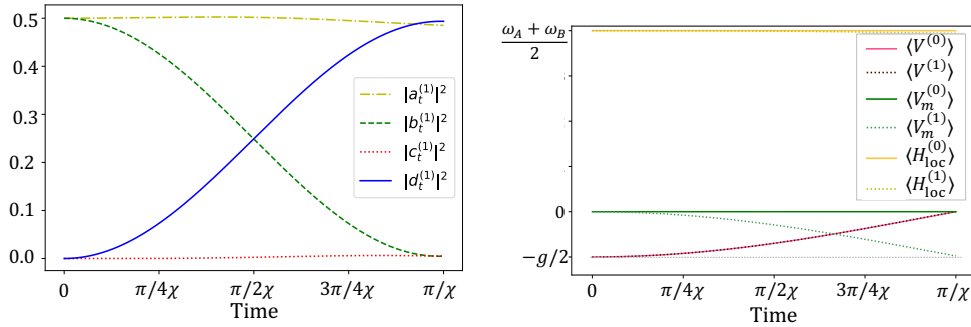 0.5
0.4
0.3
0.2
0.1
0.0
|a_t^(1)|^2
|b_t^(1)|^2
|c_t^(1)|^2
|d_t^(1)|^2
0 π/4χ π/2χ 3π/4χ π/χ
Time
ω_A + ω_B
2
0
−g/2
⟨V^(0)⟩
⟨V^(1)⟩
⟨V_m^(0)⟩
⟨V_m^(1)⟩
⟨H_loc^(0)⟩
⟨H_loc^(1)⟩
0 π/4χ π/2χ 3π/4χ π/χ
Time